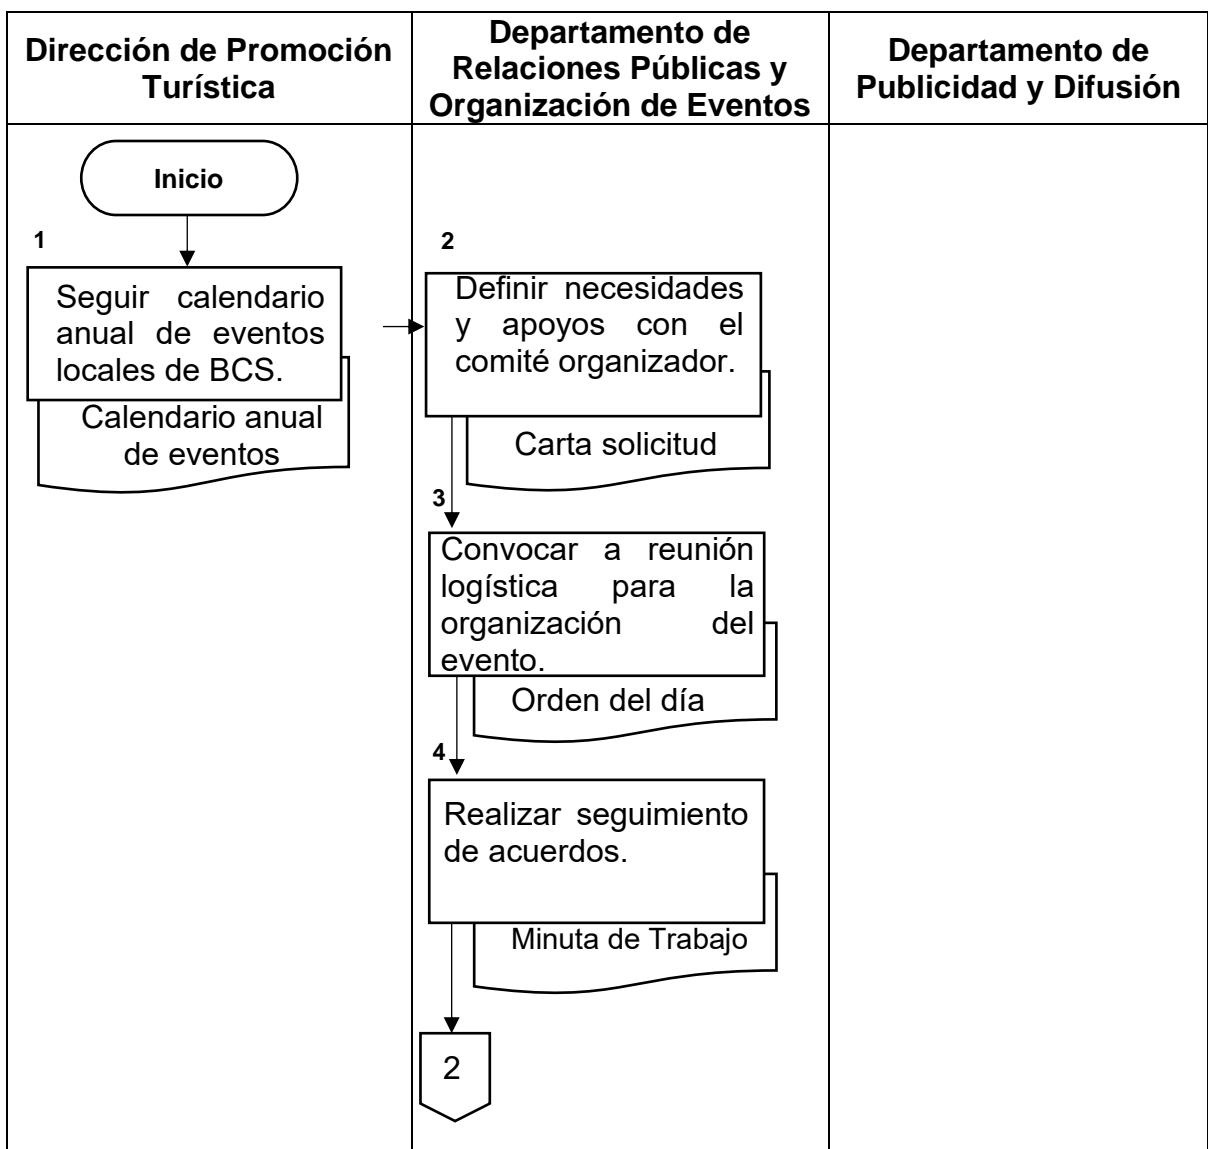 Dirección de Promoción
Turística
Departamento de
Relaciones Públicas y
Organización de Eventos
Departamento de
Publicidad y Difusión
Inicio
1
Seguir calendario
anual de eventos
locales de BCS.
Calendario anual
de eventos
2
Definir necesidades
y apoyos con el
comité organizador.
Carta solicitud
3
Convocar a reunión
logística para la
organización del
evento.
Orden del día
4
Realizar seguimiento
de acuerdos.
Minuta de Trabajo
2